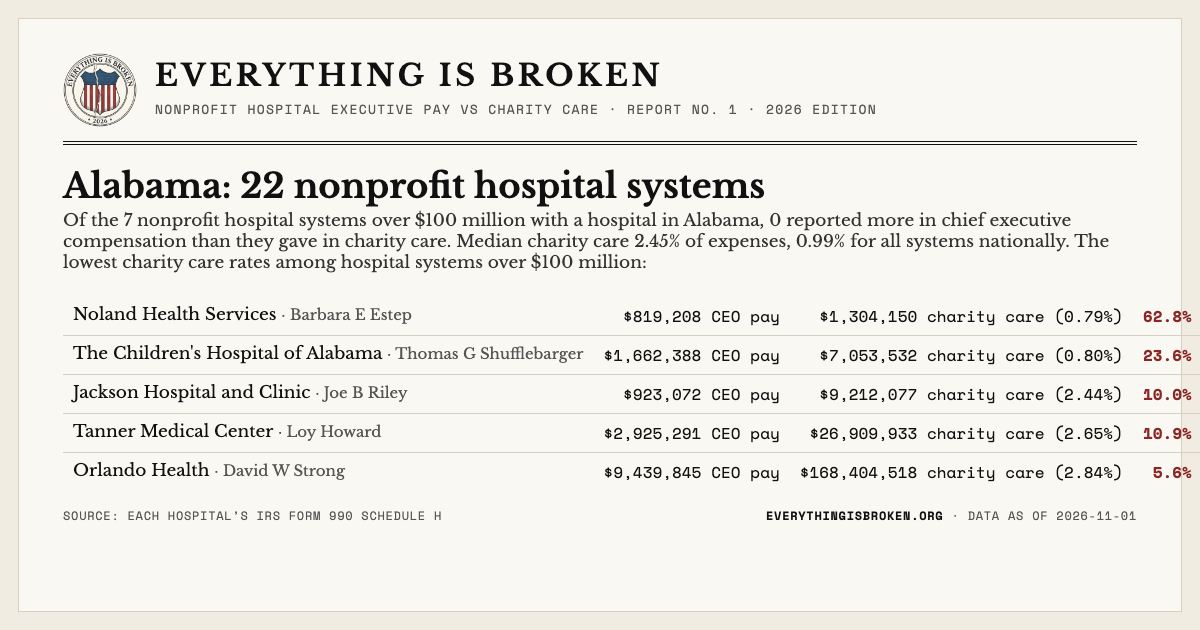 EVERYTHING IS BROKEN
2026
EVERYTHING IS BROKEN
NONPROFIT HOSPITAL EXECUTIVE PAY VS CHARITY CARE · REPORT NO. 1 · 2026 EDITION
Alabama: 22 nonprofit hospital systems
Of the 7 nonprofit hospital systems over $100 million with a hospital in Alabama, 0 reported more in chief executive
compensation than they gave in charity care. Median charity care 2.45% of expenses, 0.99% for all systems nationally. The
lowest charity care rates among hospital systems over $100 million:
Noland Health Services · Barbara E Estep $819,208 CEO pay $1,304,150 charity care (0.79%) 62.8%
The Children's Hospital of Alabama · Thomas G Shufflebarger $1,662,388 CEO pay $7,053,532 charity care (0.80%) 23.6%
Jackson Hospital and Clinic · Joe B Riley $923,072 CEO pay $9,212,077 charity care (2.44%) 10.0%
Tanner Medical Center · Loy Howard $2,925,291 CEO pay $26,909,933 charity care (2.65%) 10.9%
Orlando Health · David W Strong $9,439,845 CEO pay $168,404,518 charity care (2.84%) 5.6%
SOURCE: EACH HOSPITAL'S IRS FORM 990 SCHEDULE H EVERYTHINGISBROKEN.ORG · DATA AS OF 2026-11-01